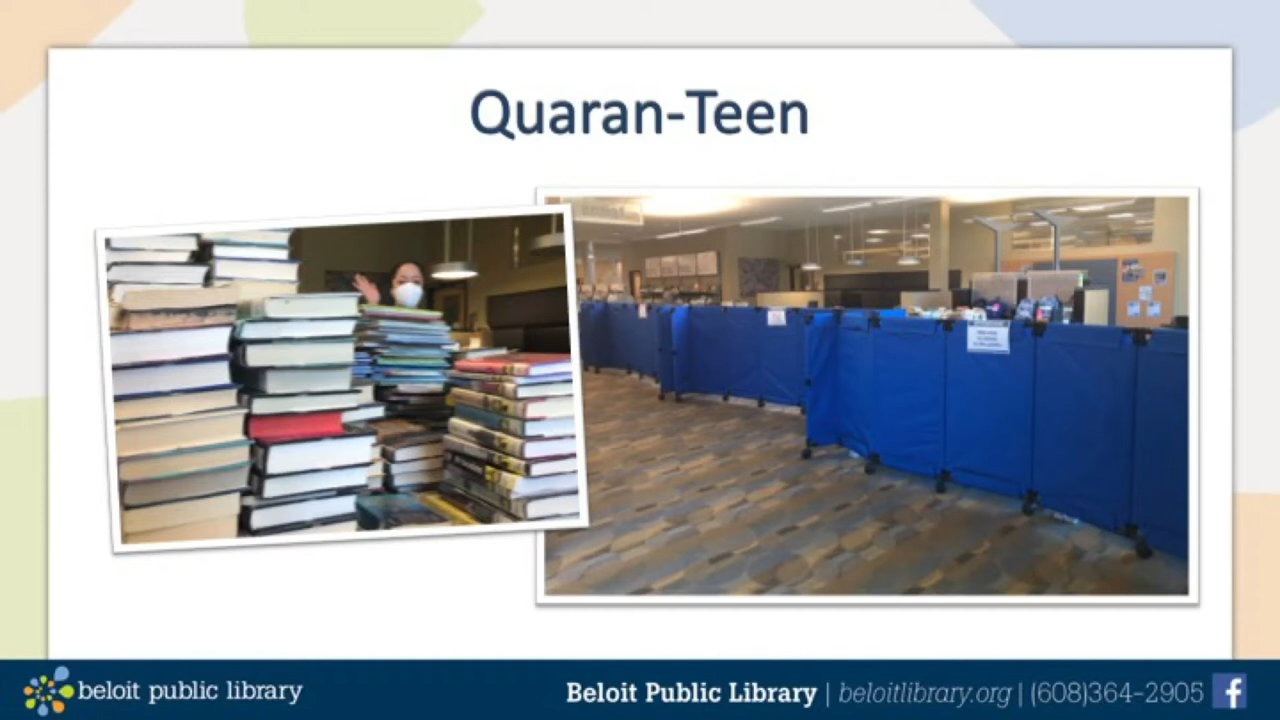 Quaran-Teen
beloit public library
Beloit Public Library | beloitlibrary.org | (608)364-2905 f